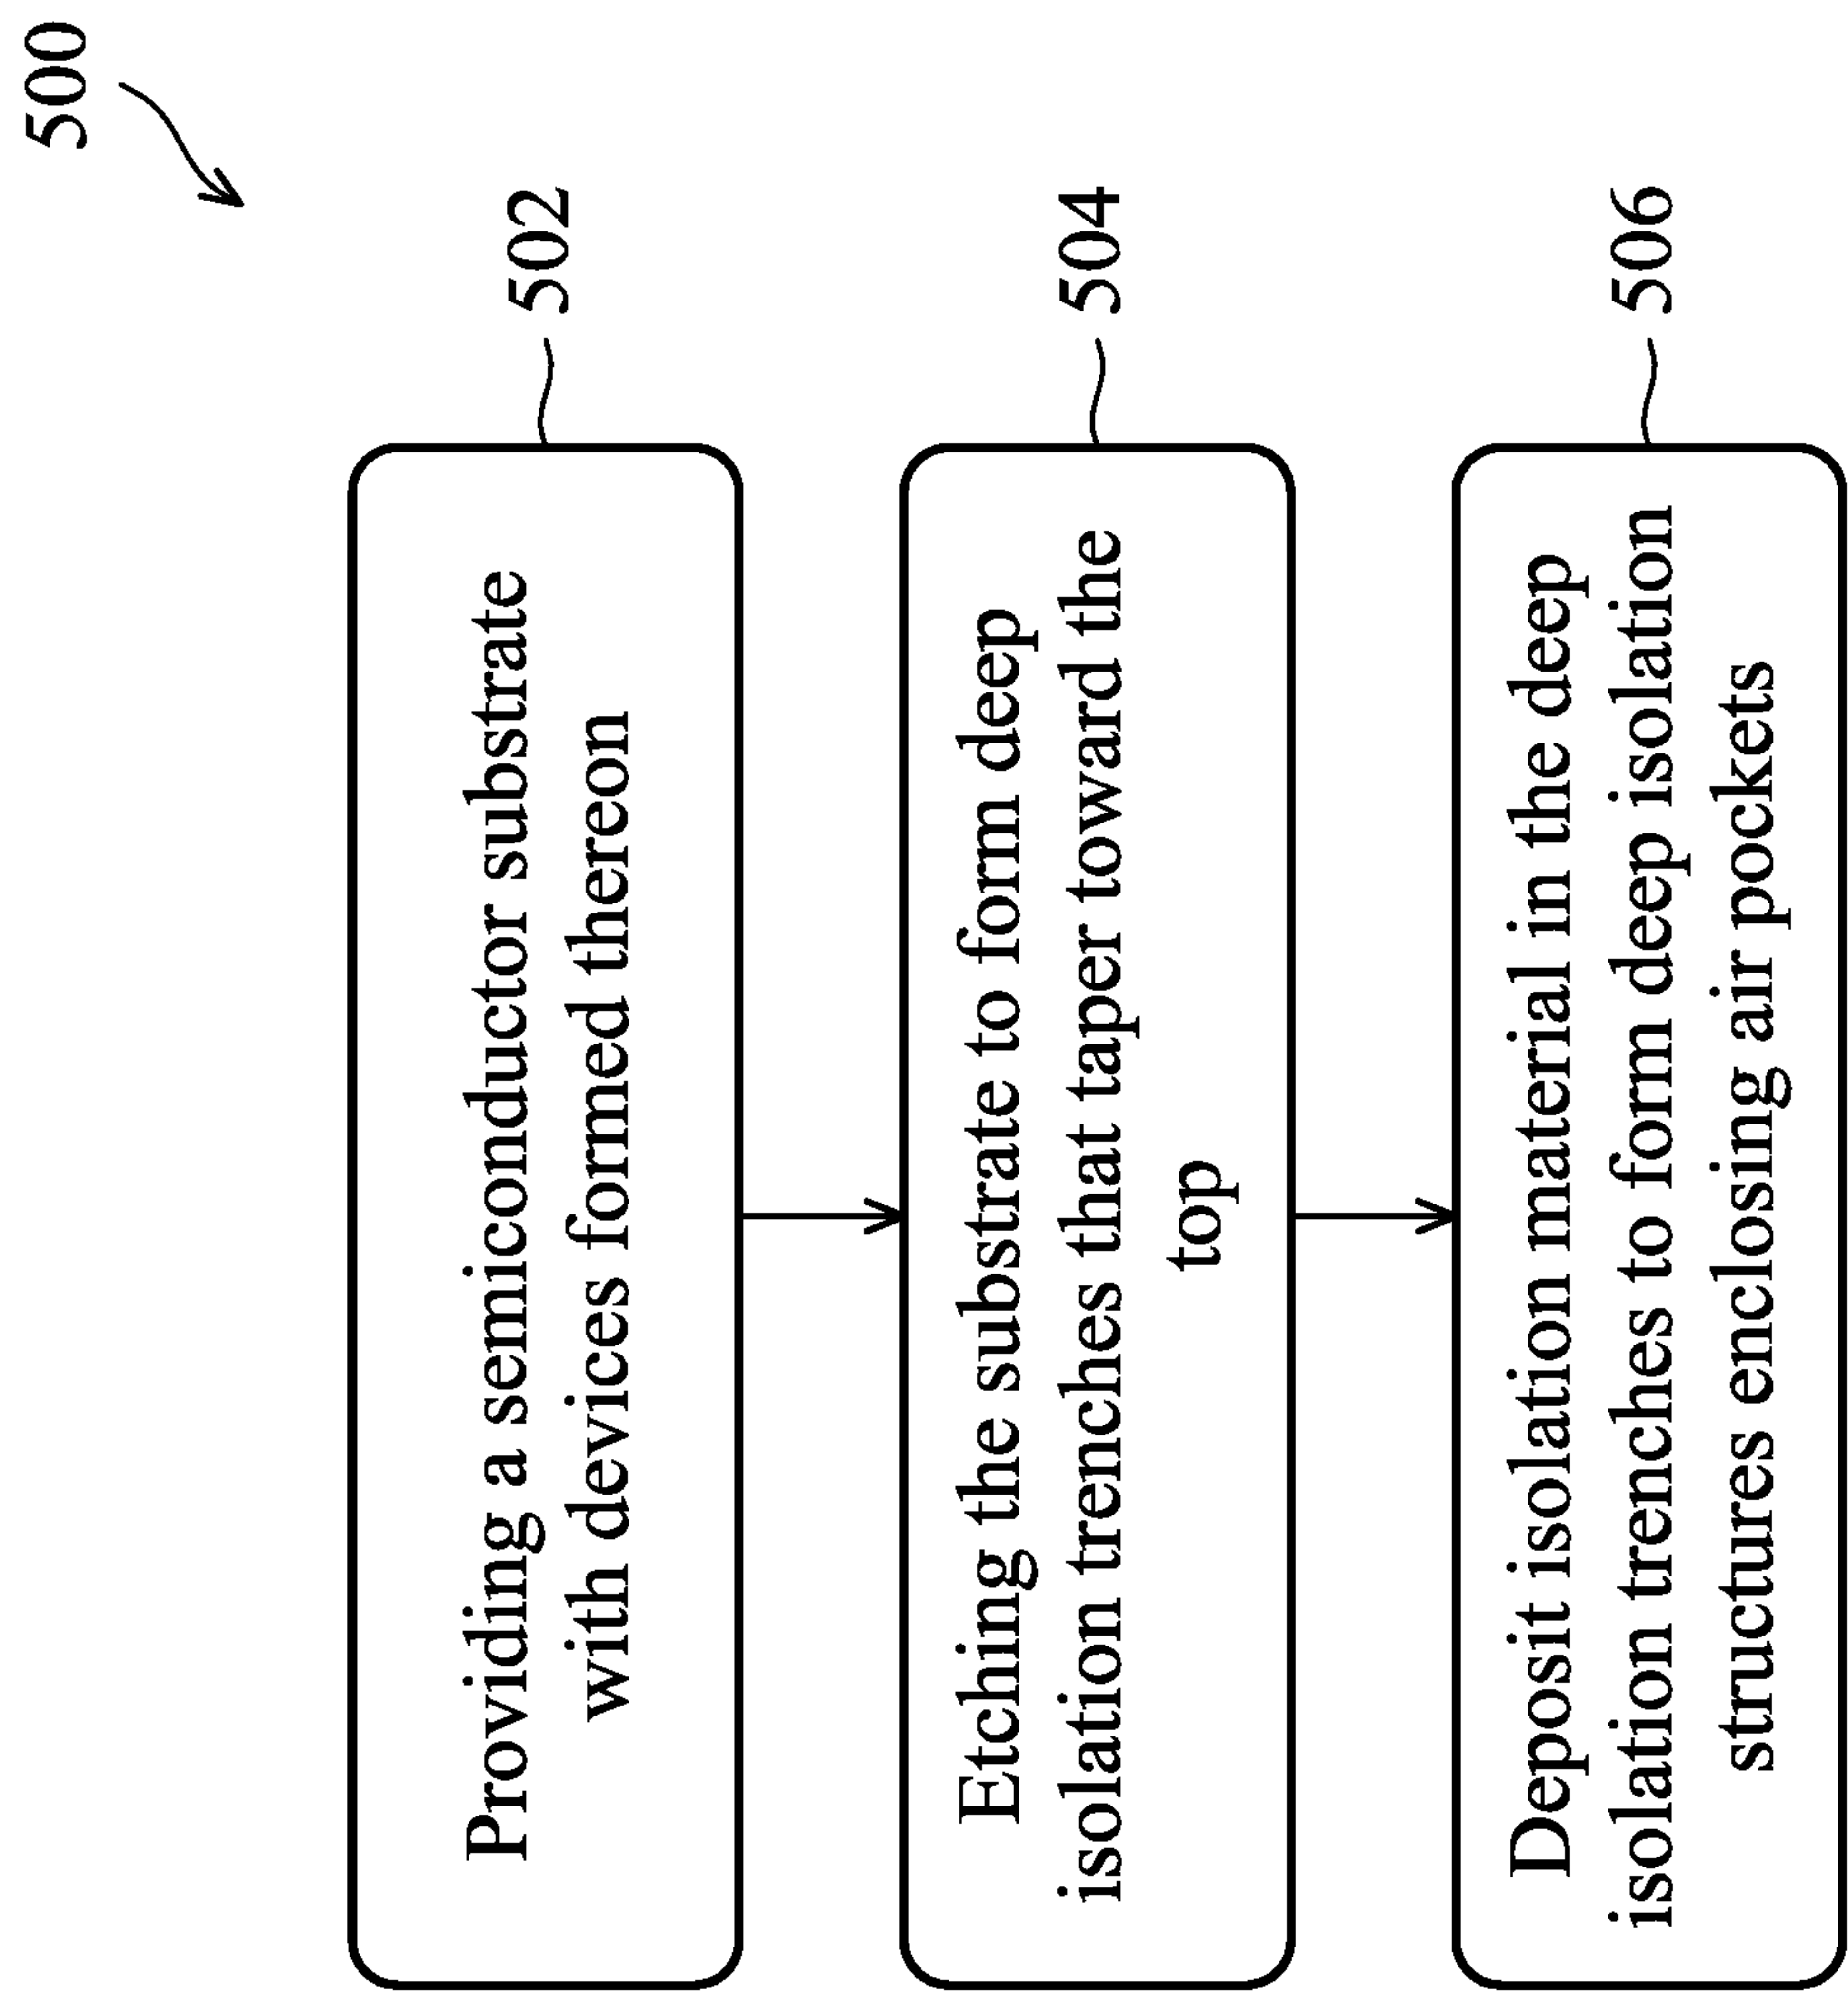 500
Providing a semiconductor substrate
with devices formed thereon
502
Etching the substrate to form deep
isolation trenches that taper toward the
top
504
Deposit isolation material in the deep
isolation trenches to form deep isolation
structures enclosing air pockets
506